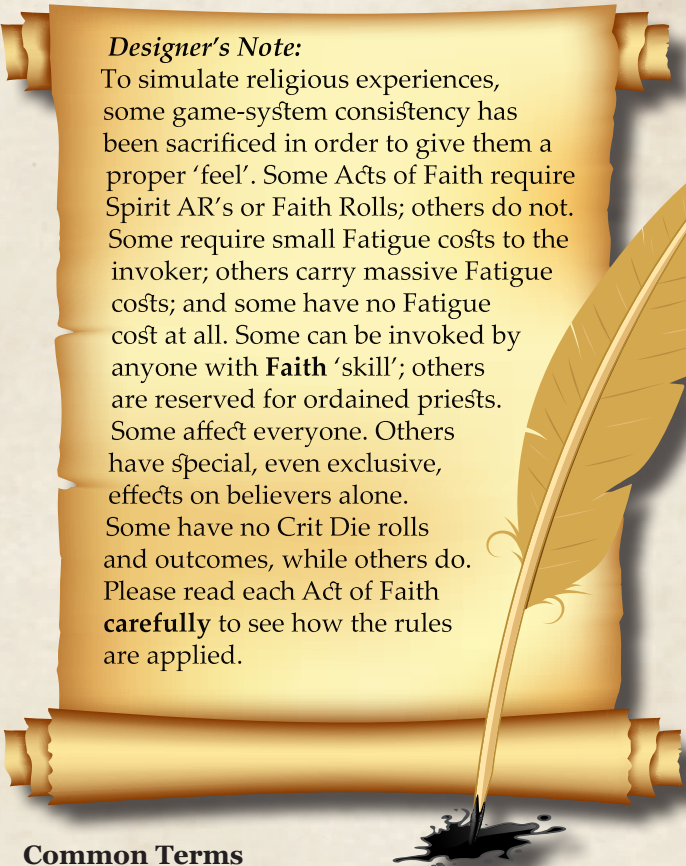 Designer's Note:
To simulate religious experiences,
some game-system consistency has
been sacrificed in order to give them a
proper 'feel'. Some Acts of Faith require
Spirit AR's or Faith Rolls; others do not.
Some require small Fatigue costs to the
invoker; others carry massive Fatigue
costs; and some have no Fatigue
cost at all. Some can be invoked by
anyone with Faith 'skill'; others
are reserved for ordained priests.
Some affect everyone. Others
have special, even exclusive,
effects on believers alone.
Some have no Crit Die rolls
and outcomes, while others do.
Please read each Act of Faith
carefully to see how the rules
are applied.
Common Terms